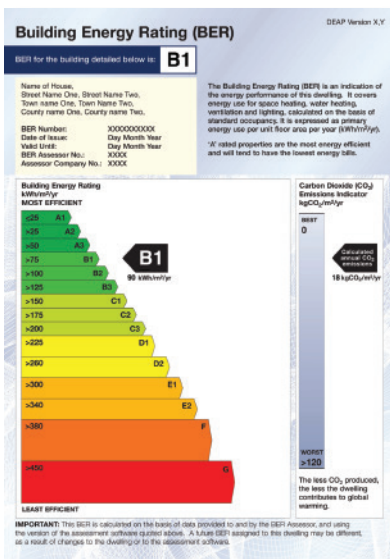 DEAP Version X,Y
Building Energy Rating (BER)
BER for the building detailed below is: B1
Name of House,
Street Name One, Street Name Two,
Town name One, Town Name Two,
County name One, County name Two,
BER Number: XXXXXXXXXX
Date of Issue: Day Month Year
Valid Until: Day Month Year
BER Assessor No.: XXXX
Assessor Company No.: XXXX
The Building Energy Rating (BER) is an indication of
the energy performance of this dwelling. It covers
energy use for space heating, water heating,
ventilation and lighting, calculated on the basis of
standard occupancy. It is expressed as primary
energy use per unit floor area per year (kWh/m²/yr).
'A' rated properties are the most energy efficient
and will tend to have the lowest energy bills.
Building Energy Rating
kWh/m²/yr
MOST EFFICIENT
≤25 A1
>25 A2
>50 A3
>75 B1
>100 B2
>125 B3
>150 C1
>175 C2
>200 C3
>225 D1
>260 D2
>300 E1
>340 E2
>380 F
>450 G
LEAST EFFICIENT
B1
90 kWh/m²/yr
Carbon Dioxide (CO₂)
Emissions Indicator
kgCO₂/m²/yr
BEST
0
Calculated
annual CO₂
emissions
18 kgCO₂/m²/yr
WORST
>120
The less CO₂ produced,
the less the dwelling
contributes to global
warming.
IMPORTANT: This BER is calculated on the basis of data provided to and by the BER Assessor, and using
the version of the assessment software quoted above. A future BER assigned to this dwelling may be different,
as a result of changes to the dwelling or to the assessment software.